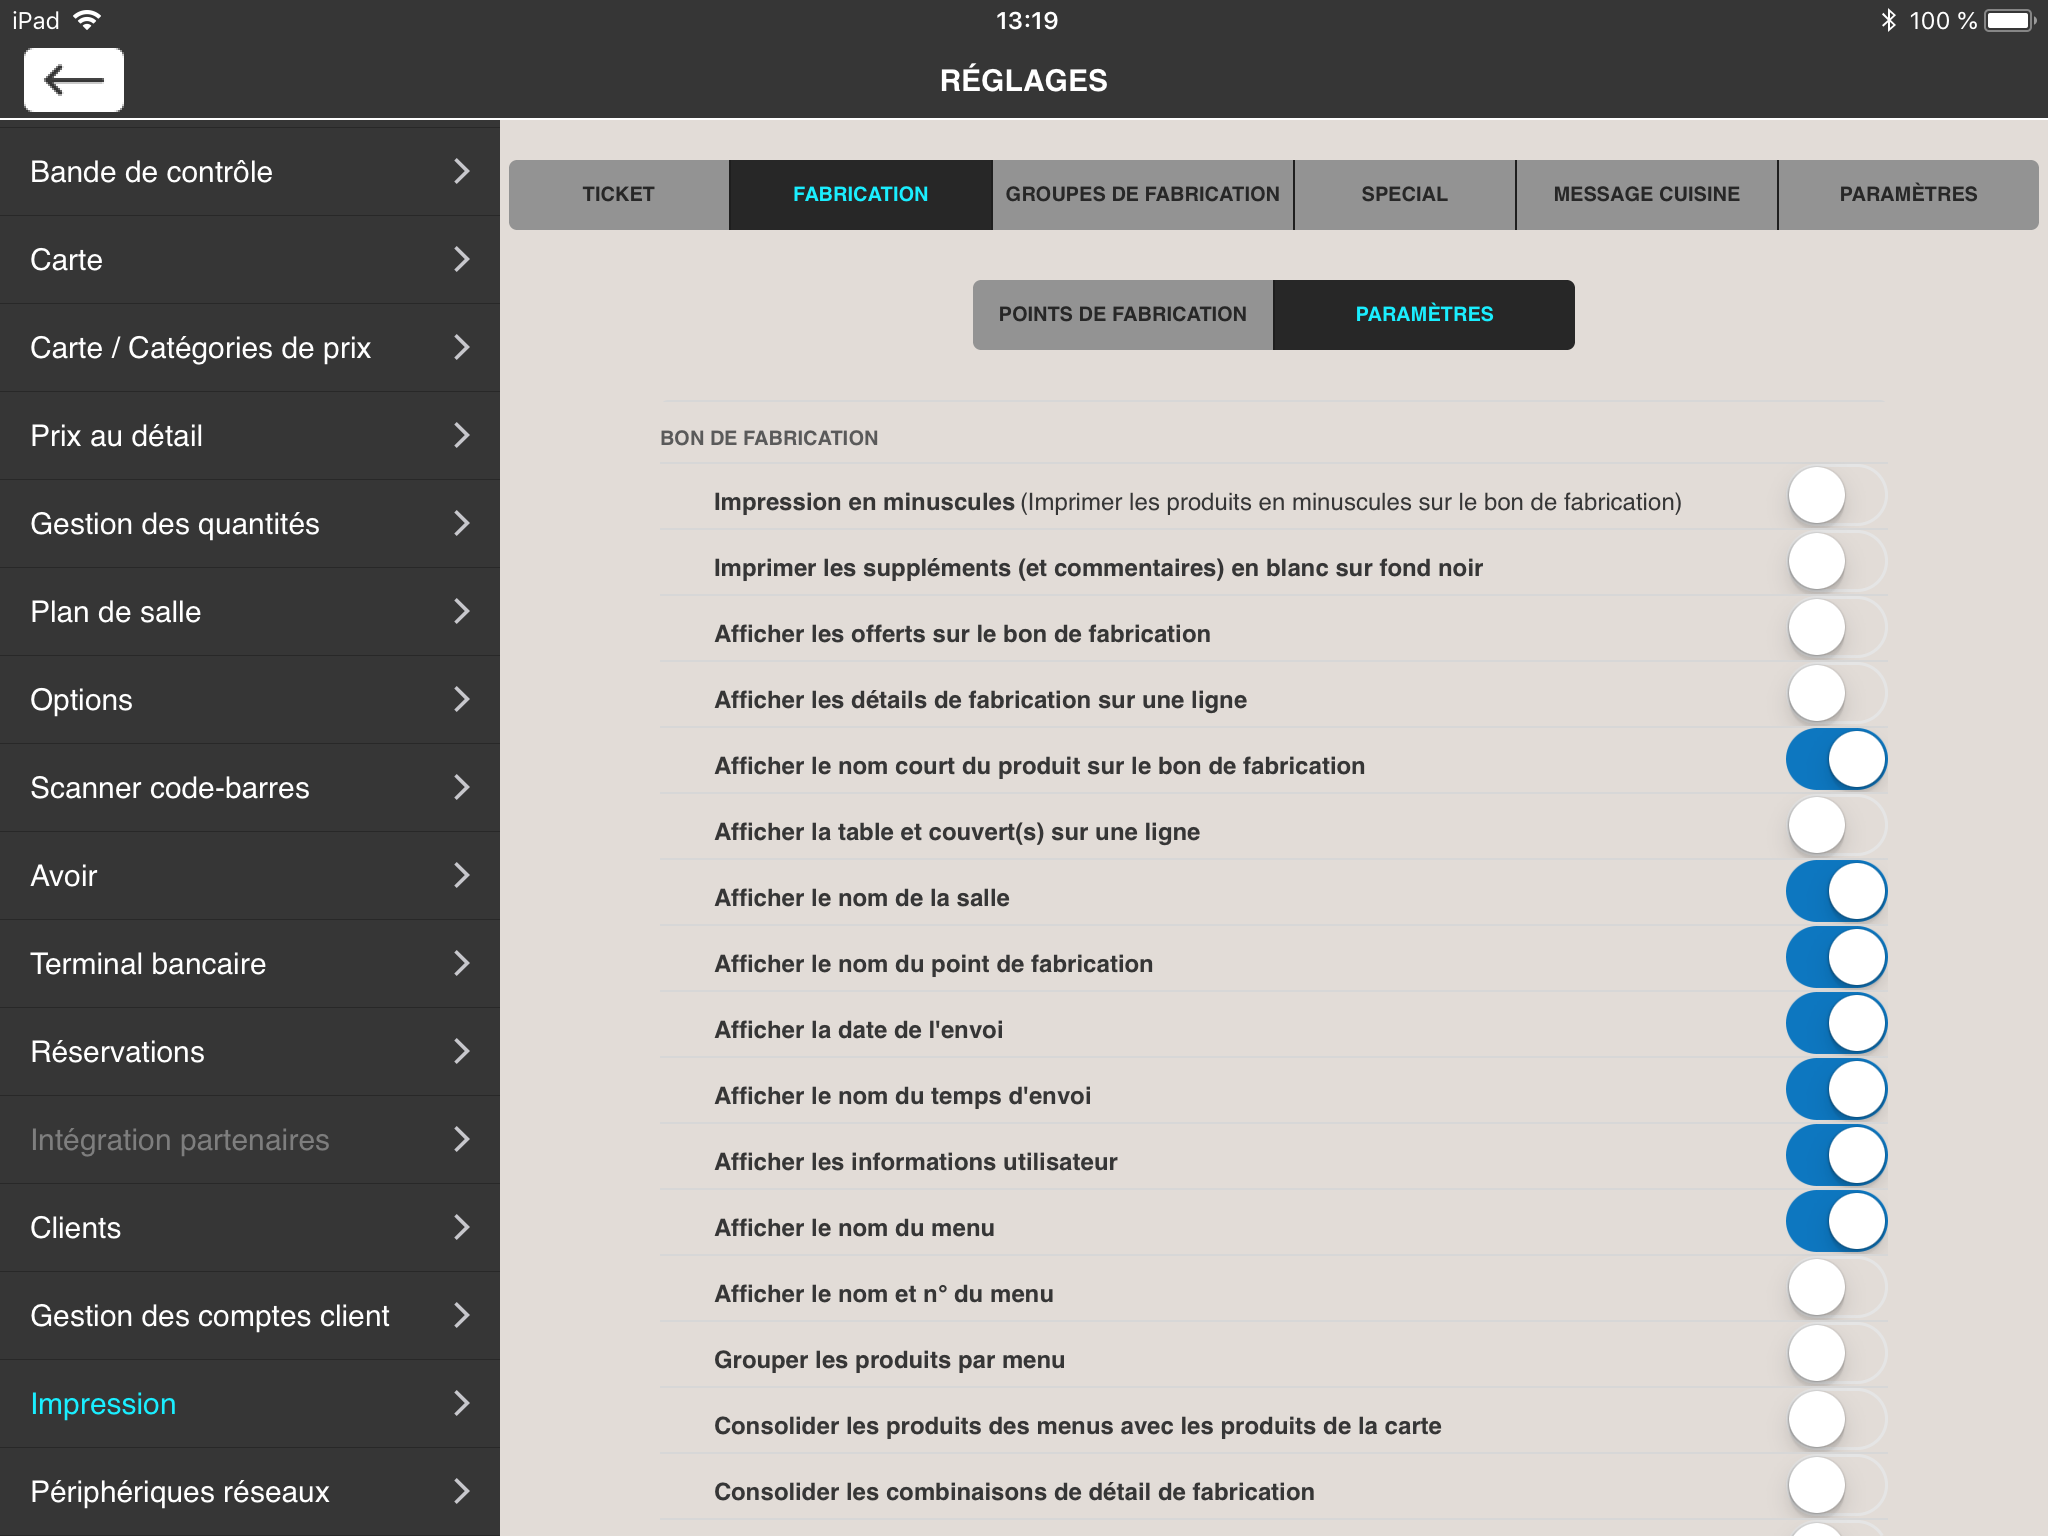 iPad
13:19
100 %
RÉGLAGES
Bande de contrôle
Carte
Carte / Catégories de prix
Prix au détail
Gestion des quantités
Plan de salle
Options
Scanner code-barres
Avoir
Terminal bancaire
Réservations
Intégration partenaires
Clients
Gestion des comptes client
Impression
Périphériques réseaux
TICKET
FABRICATION
GROUPES DE FABRICATION
SPECIAL
MESSAGE CUISINE
PARAMÈTRES
POINTS DE FABRICATION
PARAMÈTRES
BON DE FABRICATION
Impression en minuscules (Imprimer les produits en minuscules sur le bon de fabrication)
Imprimer les suppléments (et commentaires) en blanc sur fond noir
Afficher les offerts sur le bon de fabrication
Afficher les détails de fabrication sur une ligne
Afficher le nom court du produit sur le bon de fabrication
Afficher la table et couvert(s) sur une ligne
Afficher le nom de la salle
Afficher le nom du point de fabrication
Afficher la date de l'envoi
Afficher le nom du temps d'envoi
Afficher les informations utilisateur
Afficher le nom du menu
Afficher le nom et n° du menu
Grouper les produits par menu
Consolider les produits des menus avec les produits de la carte
Consolider les combinaisons de détail de fabrication